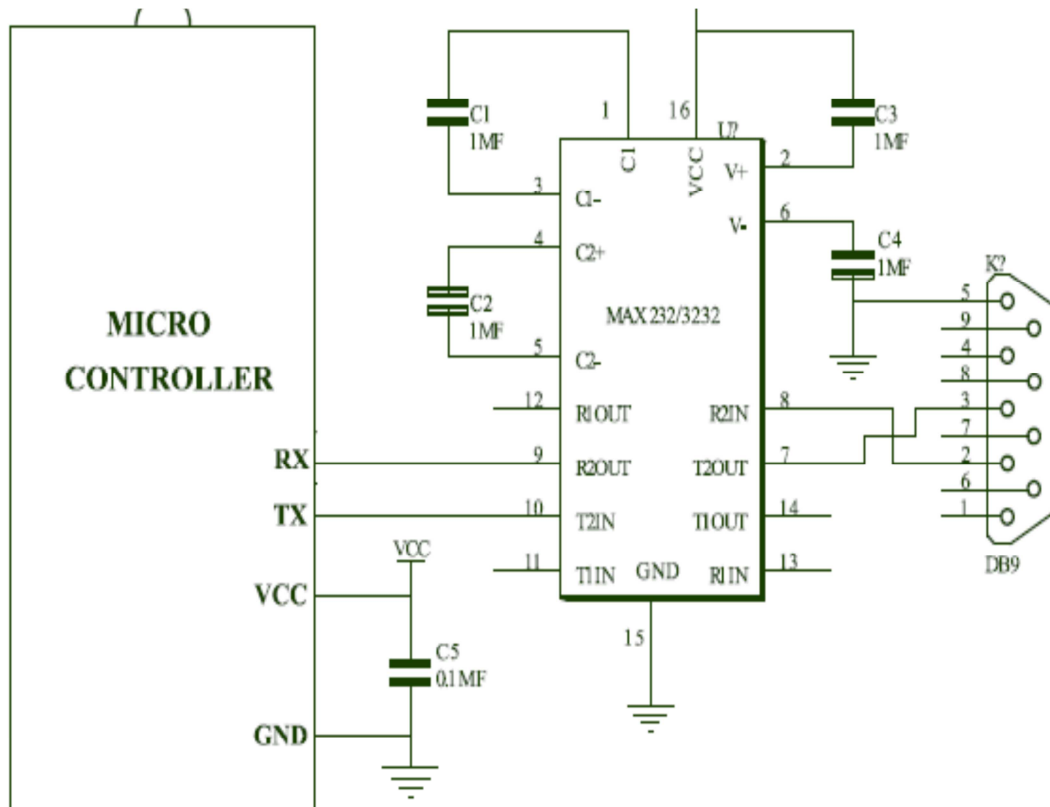 MICRO
CONTROLLER
RX
TX
VCC
GND
VCC
C5
0.1MF
C1
1MF
C2
1MF
C3
1MF
C4
1MF
1
16
U?
C1
VCC
V+
2
3
C1-
V-
6
4
C2+
MAX232/3232
5
C2-
12
R1OUT
R2IN
8
9
R2OUT
T2OUT
7
10
T2IN
T1OUT
14
11
T1IN
GND
R1IN
13
15
K?
5
9
4
8
3
7
2
6
1
DB9